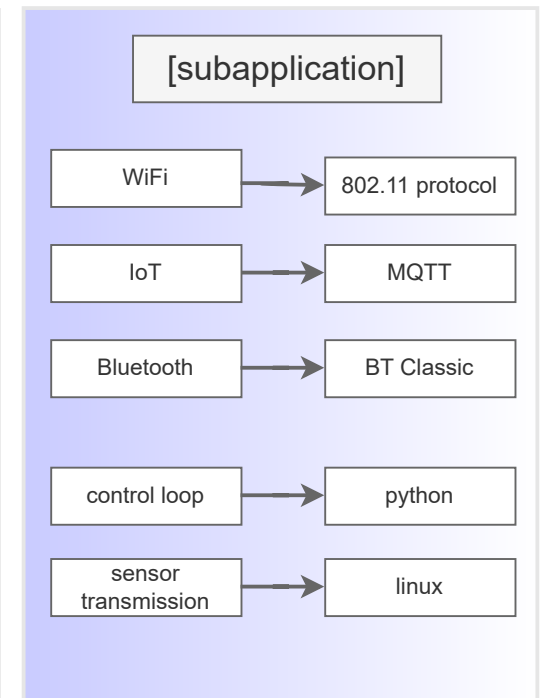 [subapplication]
WiFi
802.11 protocol
IoT
MQTT
Bluetooth
BT Classic
control loop
python
sensor
transmission
linux